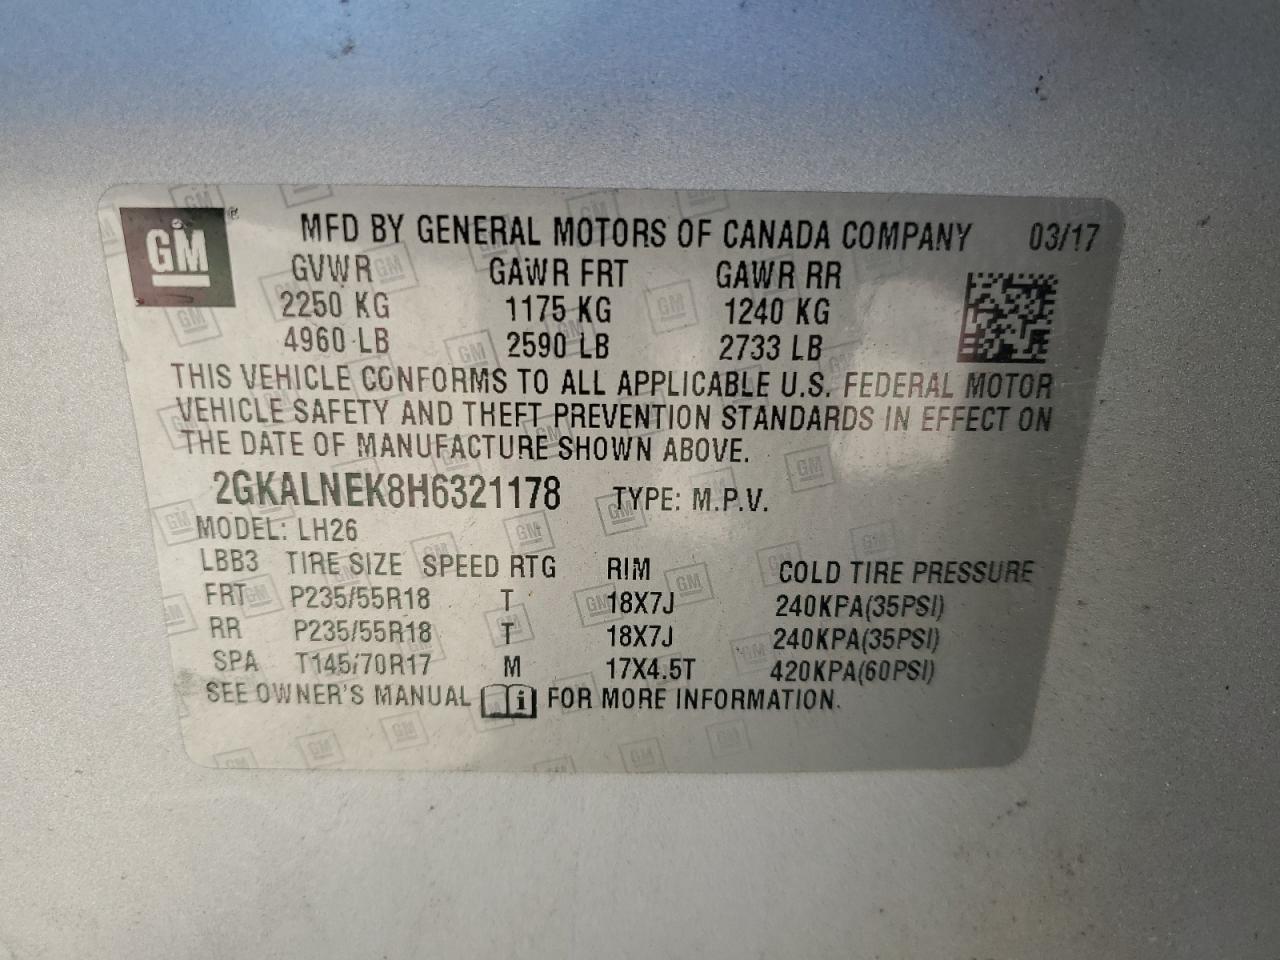 GM® MFD BY GENERAL MOTORS OF CANADA COMPANY 03/17
GVWR GAWR FRT GAWR RR
2250 KG 1175 KG 1240 KG
4960 LB 2590 LB 2733 LB
THIS VEHICLE CONFORMS TO ALL APPLICABLE U.S. FEDERAL MOTOR
VEHICLE SAFETY AND THEFT PREVENTION STANDARDS IN EFFECT ON
THE DATE OF MANUFACTURE SHOWN ABOVE.
2GKALNEK8H6321178 TYPE: M.P.V.
MODEL: LH26
LBB3 TIRE SIZE SPEED RTG RIM COLD TIRE PRESSURE
FRT P235/55R18 T 18X7J 240KPA(35PSI)
RR P235/55R18 T 18X7J 240KPA(35PSI)
SPA T145/70R17 M 17X4.5T 420KPA(60PSI)
SEE OWNER'S MANUAL i FOR MORE INFORMATION.